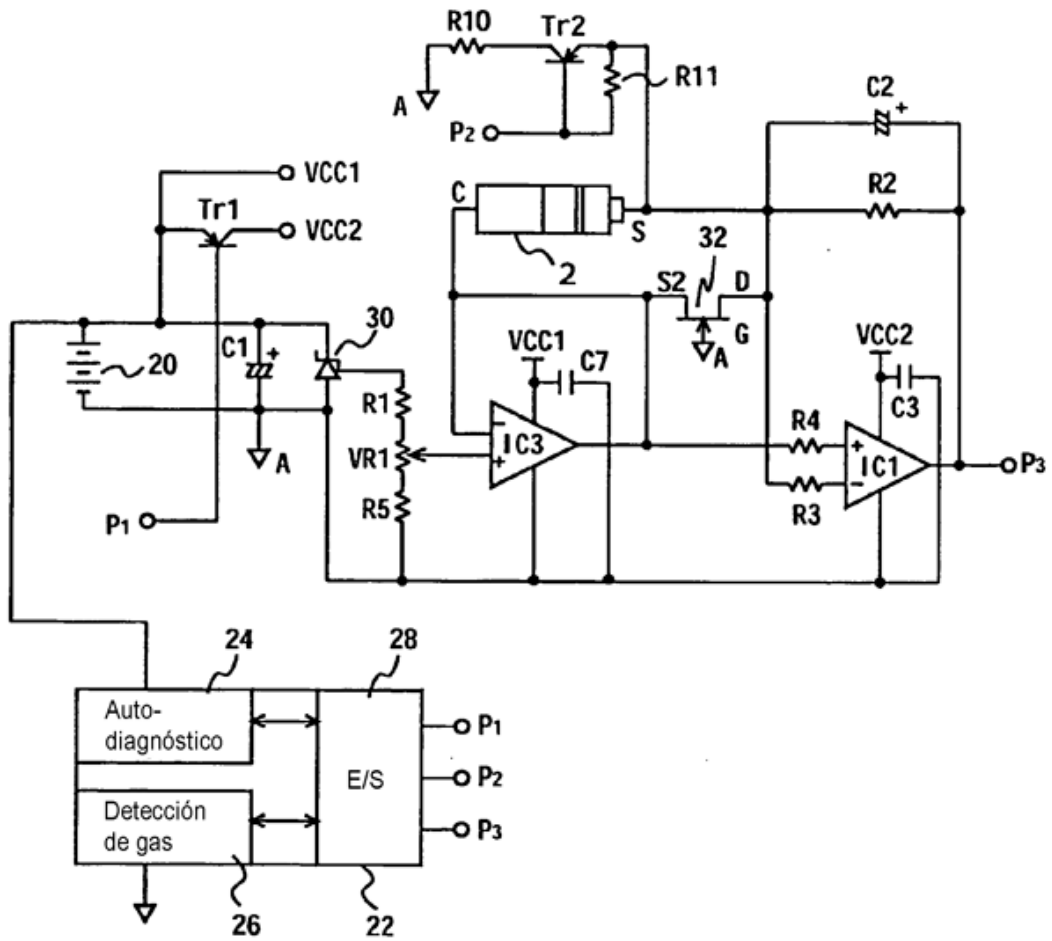 R10
Tr2
R11
A
P2
C2
+
VCC1
Tr1
VCC2
C
S
2
R2
32
S2
D
G
A
30
C1
+
20
VCC1
C7
VCC2
C3
R1
VR1
R5
A
P1
−
+
IC3
R4
R3
+
−
IC1
P3
24
28
Auto-
diagnóstico
E/S
P1
P2
P3
Detección
de gas
26
22